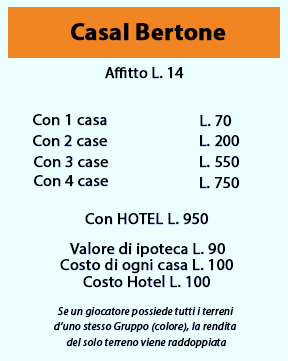 Casal Bertone
Affitto L. 14
Con 1 casa L. 70
Con 2 case L. 200
Con 3 case L. 550
Con 4 case L. 750
Con HOTEL L. 950
Valore di ipoteca L. 90
Costo di ogni casa L. 100
Costo Hotel L. 100
Se un giocatore possiede tutti i terreni
d'uno stesso Gruppo (colore), la rendita
del solo terreno viene raddoppiata